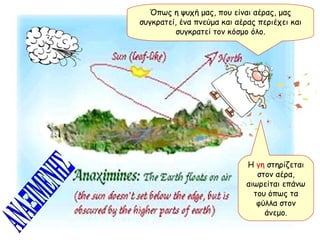 Όπως η ψυχή μας, που είναι αέρας, μας
συγκρατεί, ένα πνεύμα και αέρας περιέχει και
συγκρατεί τον κόσμο όλο.
Sun (leaf-like)
North
Η γη στηρίζεται
στον αέρα,
αιωρείται επάνω
του όπως τα
φύλλα στον
άνεμο.
ΑΝΑΞΙΜΕΝΗΣ
Anaximines: The Earth floats on air
(the sun doesn't set below the edge, but is
obscured by the higher parts of earth)